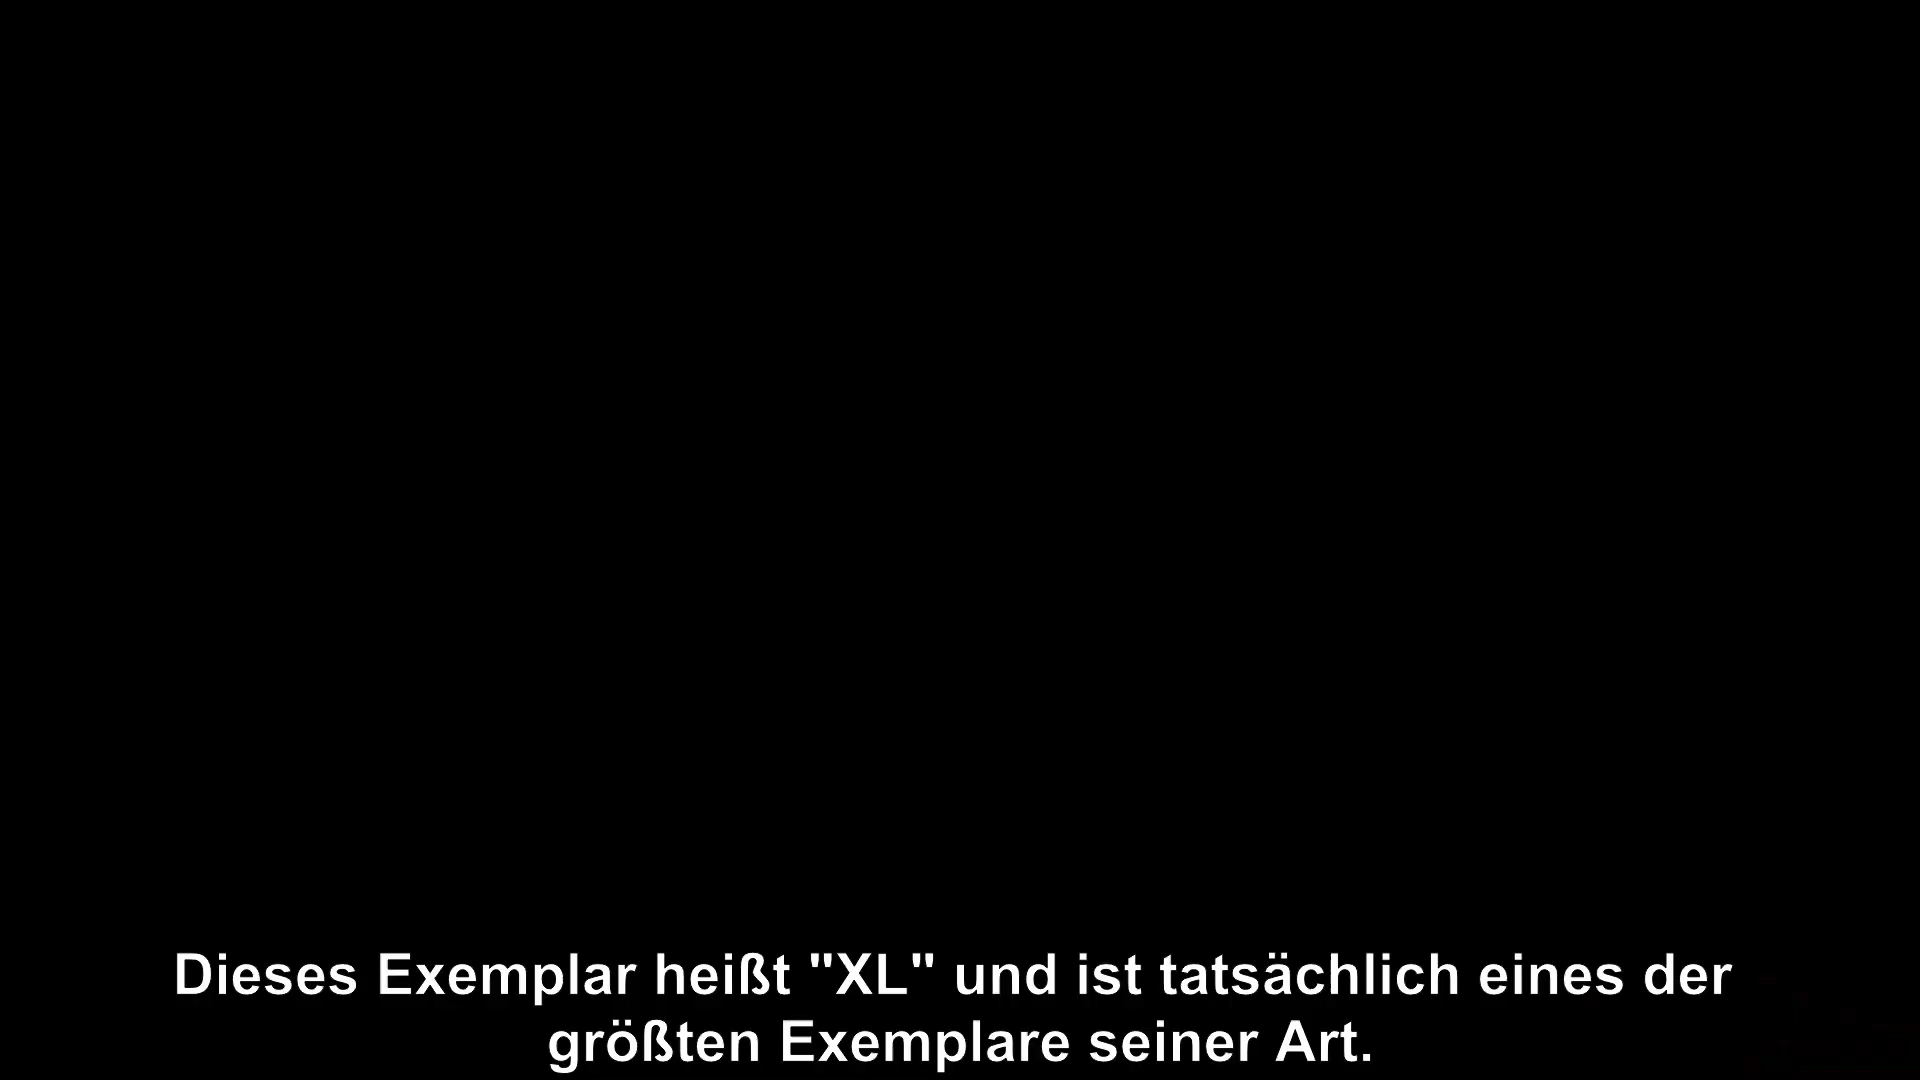 Dieses Exemplar heißt "XL" und ist tatsächlich eines der
größten Exemplare seiner Art.